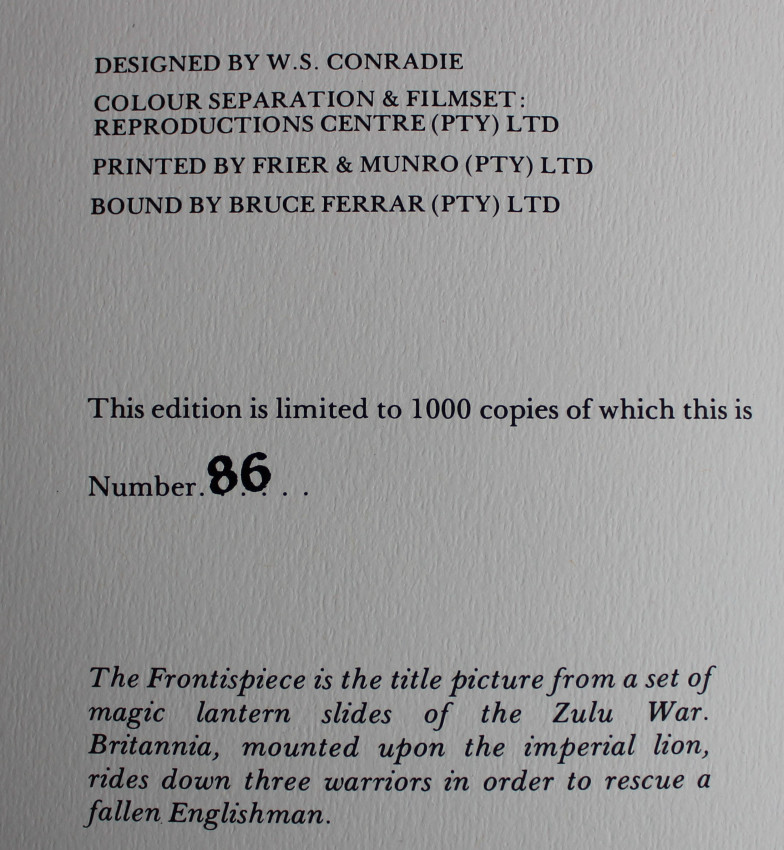 DESIGNED BY W.S. CONRADIE
COLOUR SEPARATION & FILMSET:
REPRODUCTIONS CENTRE (PTY) LTD
PRINTED BY FRIER & MUNRO (PTY) LTD
BOUND BY BRUCE FERRAR (PTY) LTD
This edition is limited to 1000 copies of which this is
Number.86. .
The Frontispiece is the title picture from a set of
magic lantern slides of the Zulu War.
Britannia, mounted upon the imperial lion,
rides down three warriors in order to rescue a
fallen Englishman.